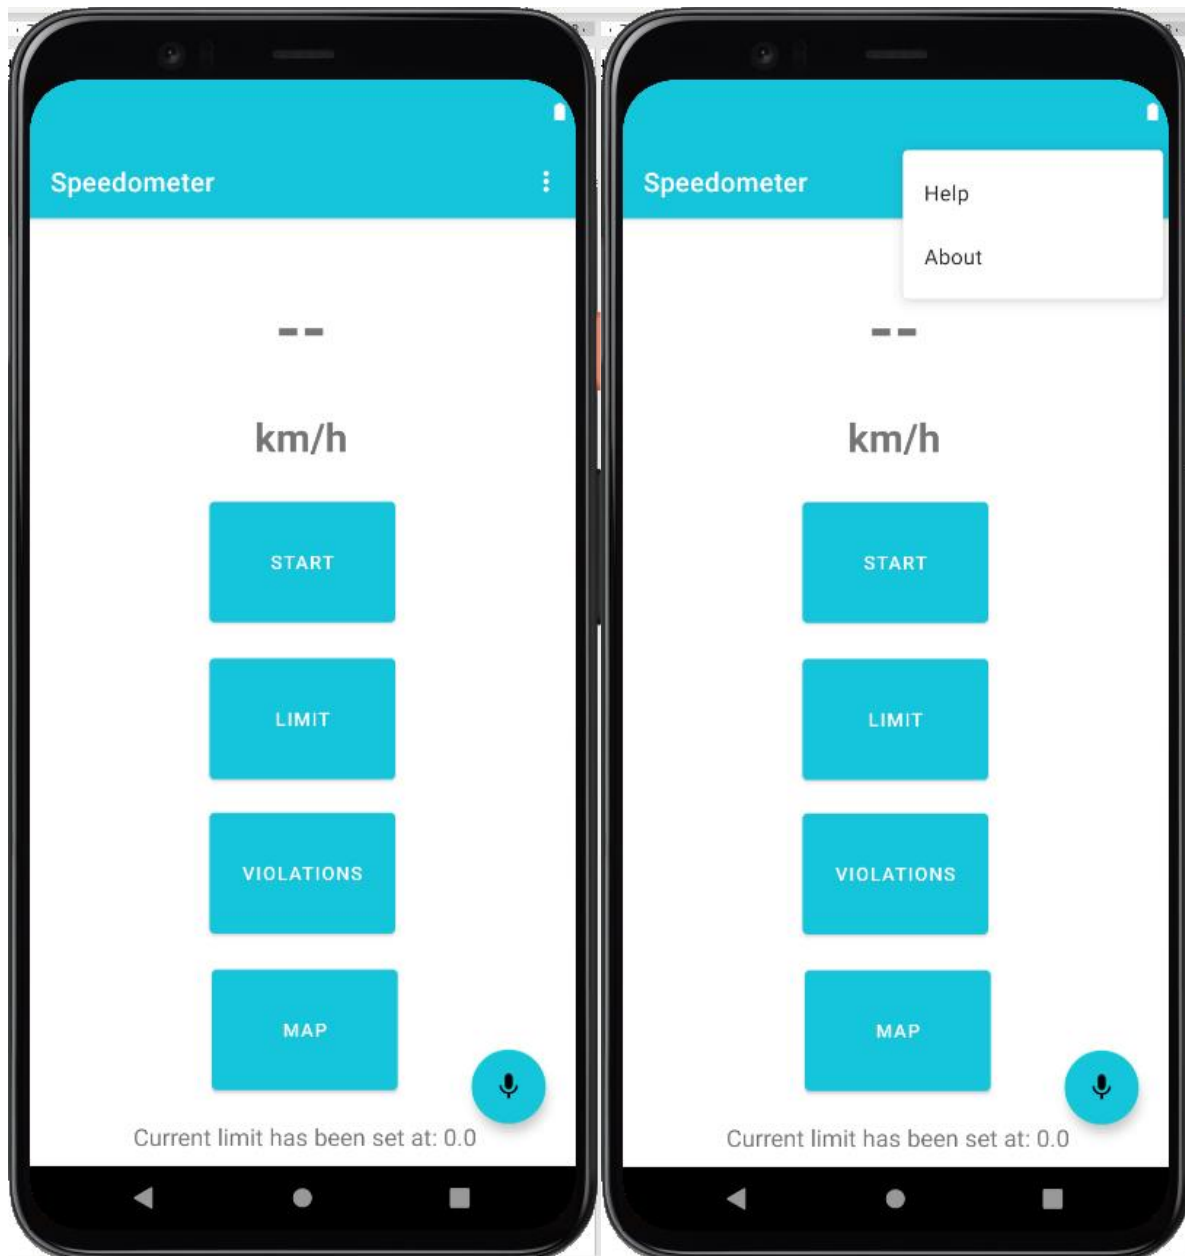 Speedometer
--
km/h
START
LIMIT
VIOLATIONS
MAP
Current limit has been set at: 0.0
Speedometer
Help
About
--
km/h
START
LIMIT
VIOLATIONS
MAP
Current limit has been set at: 0.0